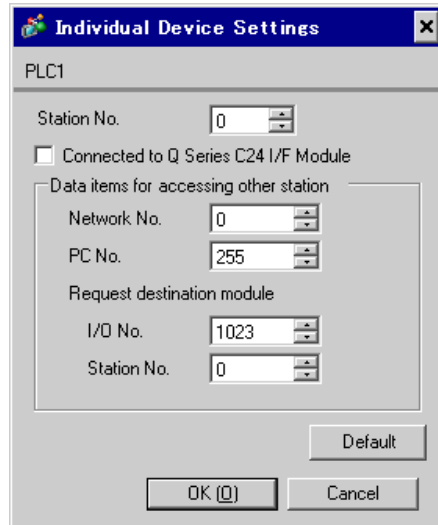 Individual Device Settings
PLC1
Station No. 0
Connected to Q Series C24 I/F Module
Data items for accessing other station
Network No. 0
PC No. 255
Request destination module
I/O No. 1023
Station No. 0
Default
OK (O) Cancel